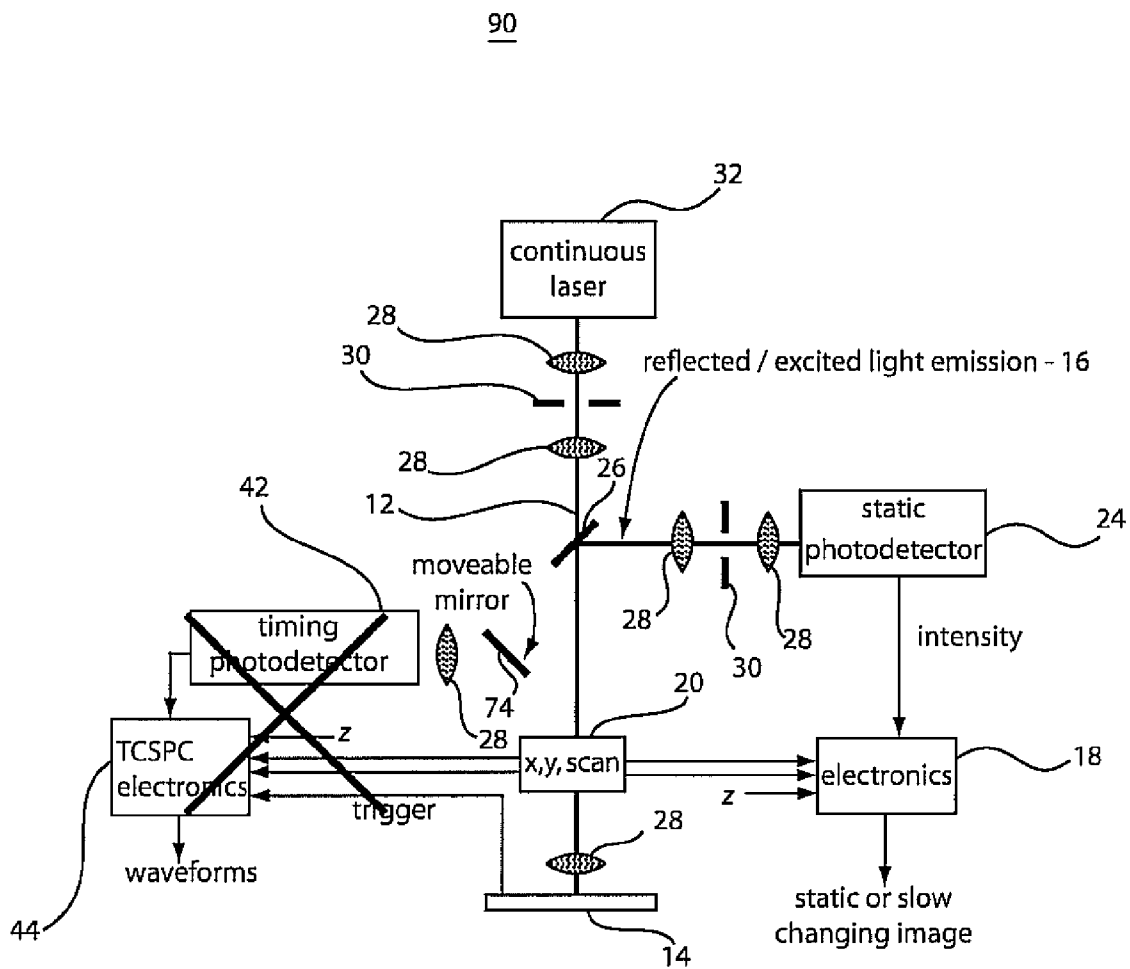 90
32
continuous
laser
28
30
reflected / excited light emission - 16
28
26
12
42
static
photodetector
24
moveable
mirror
28
30
28
timing
photodetector
intensity
74
28
20
z
TCSPC
electronics
x,y, scan
electronics
18
z
trigger
44
waveforms
28
14
static or slow
changing image